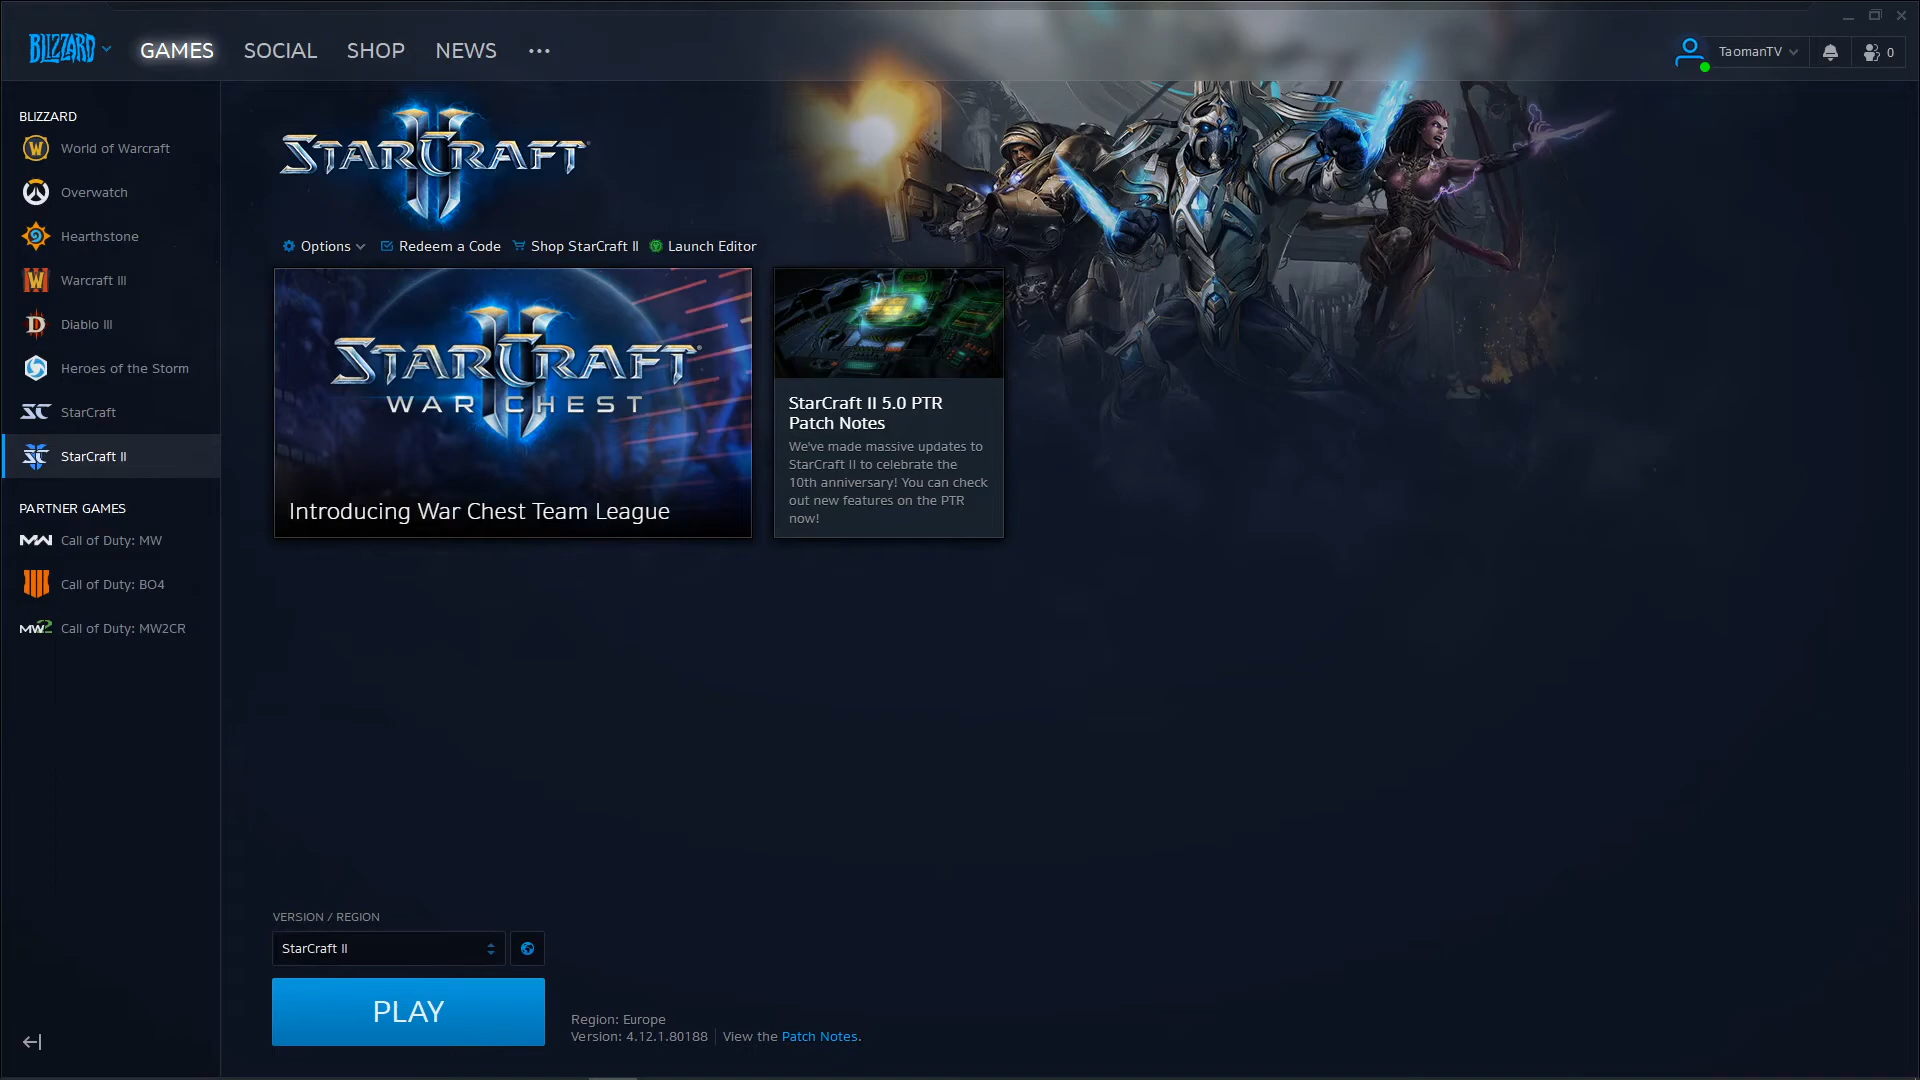 BLIZZARD
GAMES
SOCIAL
SHOP
NEWS
TaomanTV
0
BLIZZARD
World of Warcraft
Overwatch
Hearthstone
Warcraft III
Diablo III
Heroes of the Storm
StarCraft
StarCraft II
PARTNER GAMES
MW Call of Duty: MW
Call of Duty: BO4
MW2 Call of Duty: MW2CR
STARCRAFT II
Options
Redeem a Code
Shop StarCraft II
Launch Editor
STARCRAFT II
WAR CHEST
Introducing War Chest Team League
StarCraft II 5.0 PTR
Patch Notes
We've made massive updates to
StarCraft II to celebrate the
10th anniversary! You can check
out new features on the PTR
now!
VERSION / REGION
StarCraft II
PLAY
Region: Europe
Version: 4.12.1.80188 | View the Patch Notes.